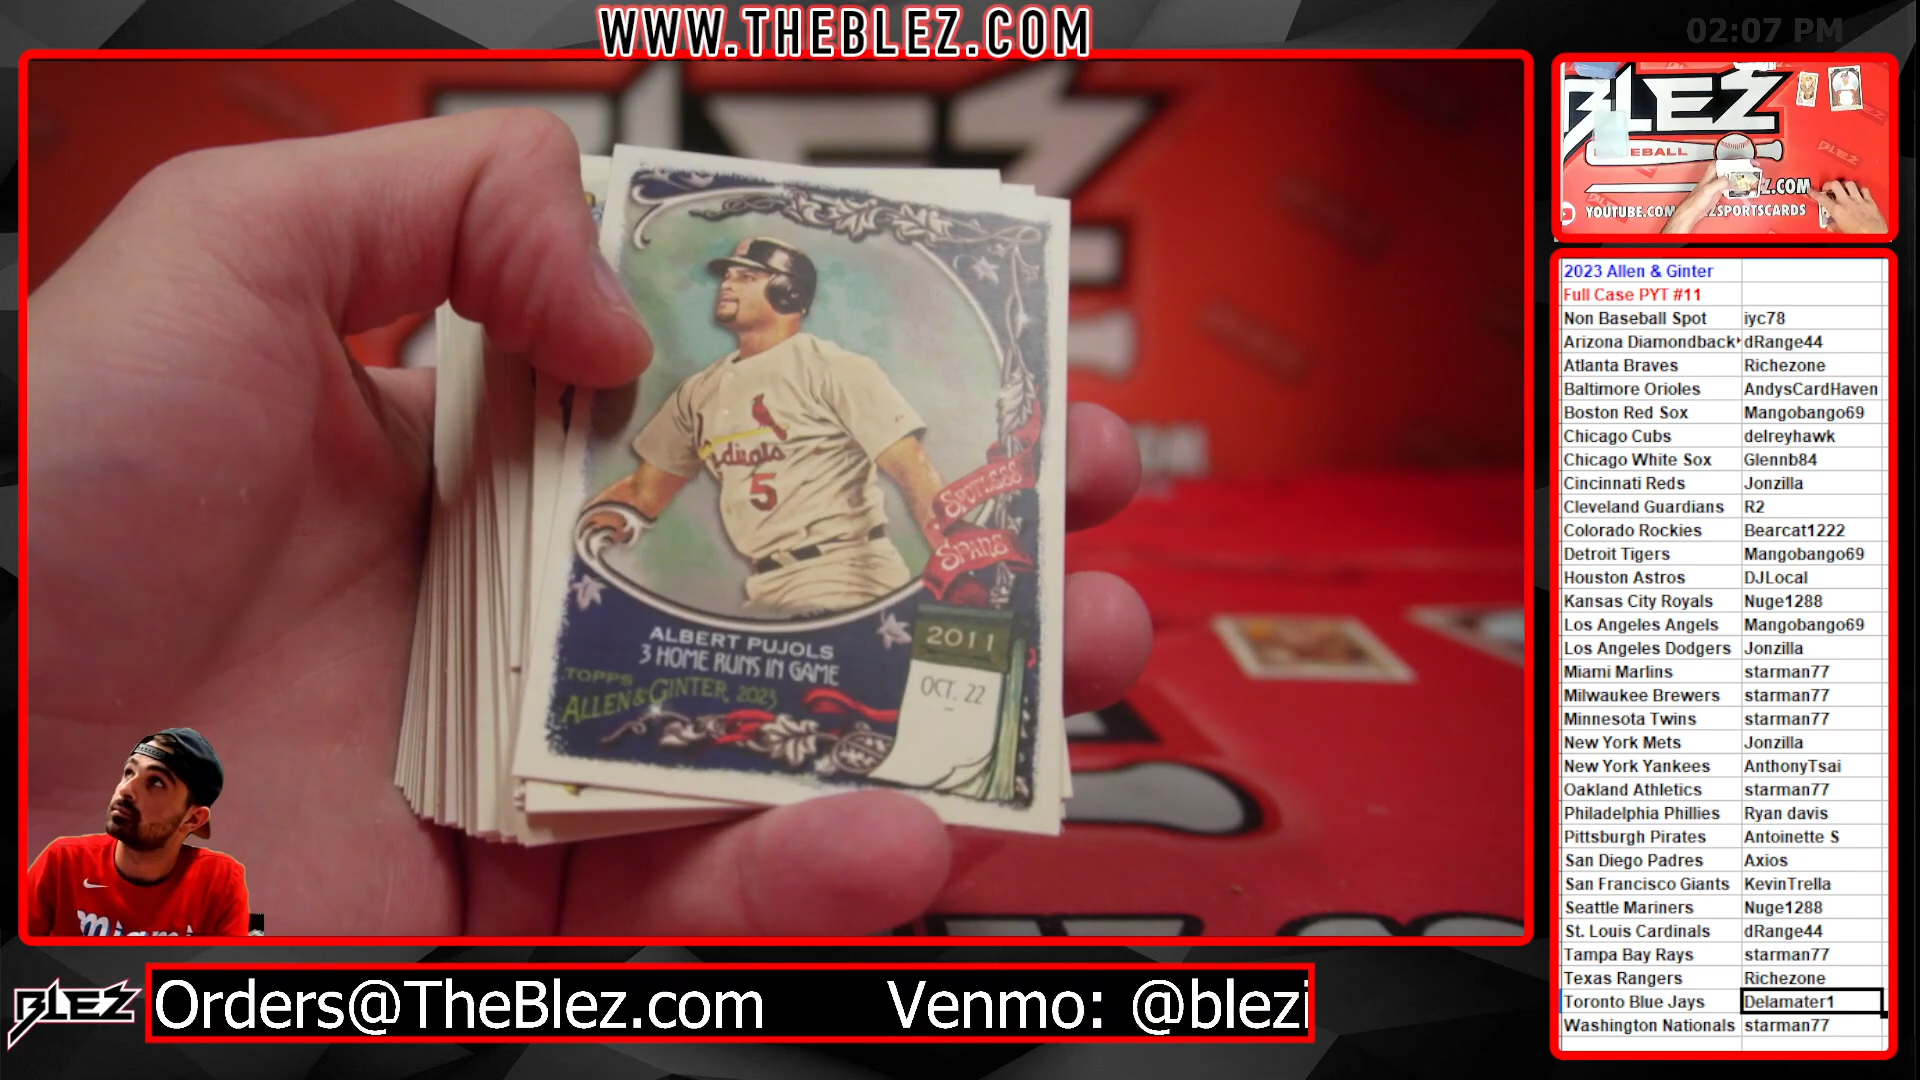 WWW.THEBLEZ.COM
02:07 PM
BLEZ
BLEZ
BASEBALL
Z.COM
YOUTUBE.COM
ZSPORTSCARDS
Cardinals
5
SPOTLESS
SPANS
2011
OCT. 22
ALBERT PUJOLS
3 HOME RUNS IN GAME
TOPPS
ALLEN & GINTER 2023
2023 Allen & Ginter
Full Case PYT #11
Non Baseball Spot iyc78
Arizona Diamondback dRange44
Atlanta Braves Richezone
Baltimore Orioles AndysCardHaven
Boston Red Sox Mangobango69
Chicago Cubs delreyhawk
Chicago White Sox Glennb84
Cincinnati Reds Jonzilla
Cleveland Guardians R2
Colorado Rockies Bearcat1222
Detroit Tigers Mangobango69
Houston Astros DJLocal
Kansas City Royals Nuge1288
Los Angeles Angels Mangobango69
Los Angeles Dodgers Jonzilla
Miami Marlins starman77
Milwaukee Brewers starman77
Minnesota Twins starman77
New York Mets Jonzilla
New York Yankees AnthonyTsai
Oakland Athletics starman77
Philadelphia Phillies Ryan davis
Pittsburgh Pirates Antoinette S
San Diego Padres Axios
San Francisco Giants KevinTrella
Seattle Mariners Nuge1288
St. Louis Cardinals dRange44
Tampa Bay Rays starman77
Texas Rangers Richezone
Toronto Blue Jays Delamater1
Washington Nationals starman77
Miami
BLEZ
Orders@TheBlez.com Venmo: @blezi